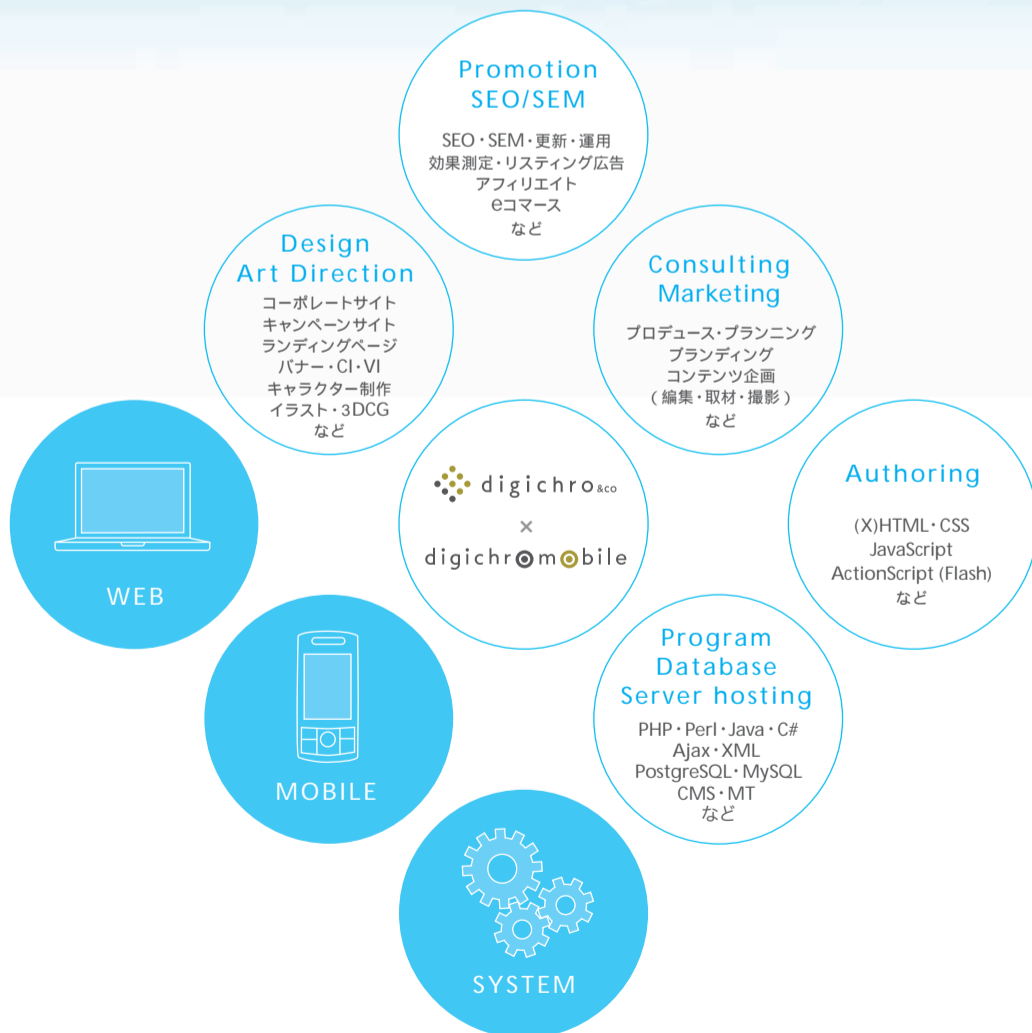 Promotion
SEO/SEM
SEO・SEM・更新・運用
効果測定・リスティング広告
アフィリエイト
eコマース
など
Design
Art Direction
コーポレートサイト
キャンペーンサイト
ランディングページ
バナー・CI・VI
キャラクター制作
イラスト・3DCG
など
Consulting
Marketing
プロデュース・プランニング
ブランディング
コンテンツ企画
(編集・取材・撮影)
など
WEB
digichro &co
×
digichromobile
Authoring
(X)HTML・CSS
JavaScript
ActionScript (Flash)
など
MOBILE
Program
Database
Server hosting
PHP・Perl・Java・C#
Ajax・XML
PostgreSQL・MySQL
CMS・MT
など
SYSTEM